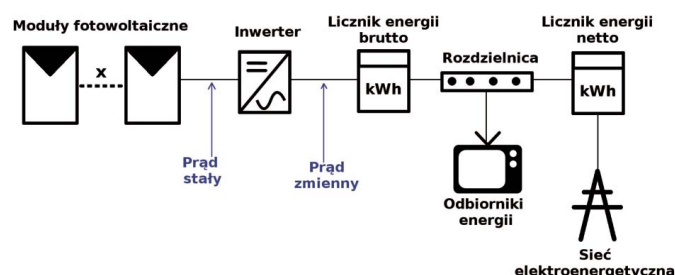 Moduły fotowoltaiczne
x
Inwerter
Licznik energii
brutto
kWh
Rozdzielnica
Licznik energii
netto
kWh
Prąd
stały
Prąd
zmienny
Odbiorniki
energii
Sieć
elektroenergetyczna